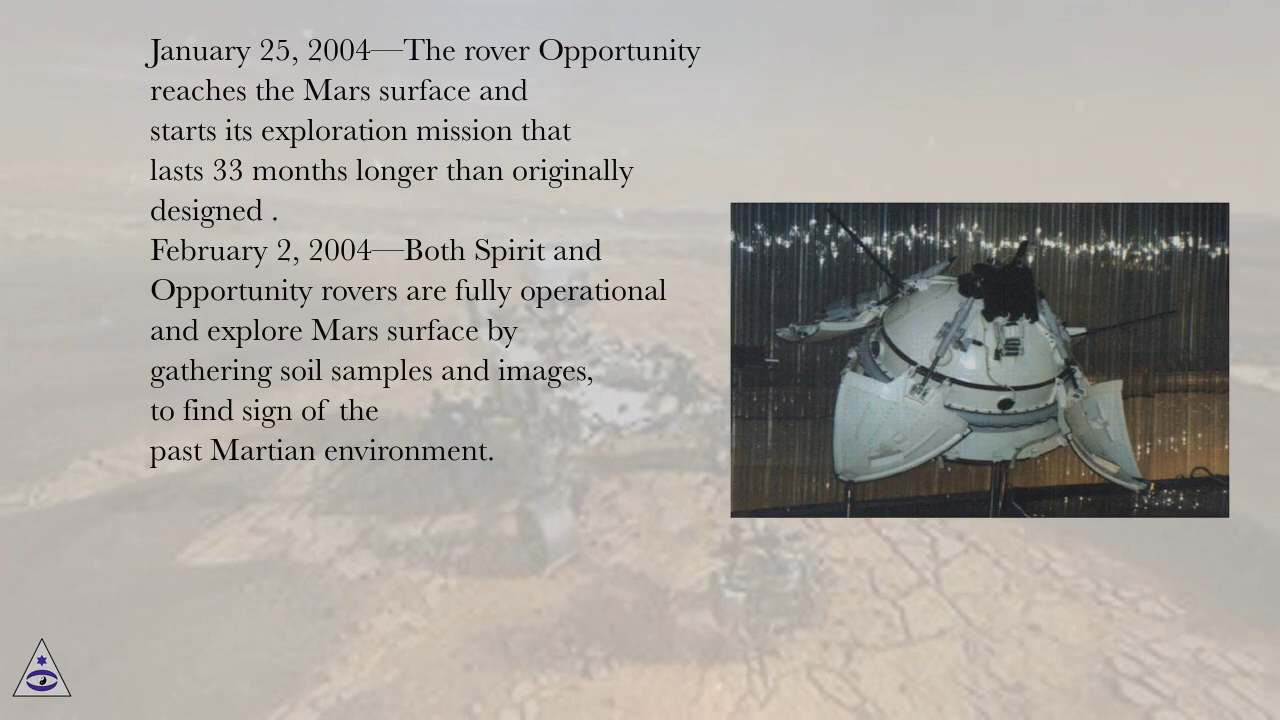 January 25, 2004—The rover Opportunity
reaches the Mars surface and
starts its exploration mission that
lasts 33 months longer than originally
designed .
February 2, 2004—Both Spirit and
Opportunity rovers are fully operational
and explore Mars surface by
gathering soil samples and images,
to find sign of the
past Martian environment.